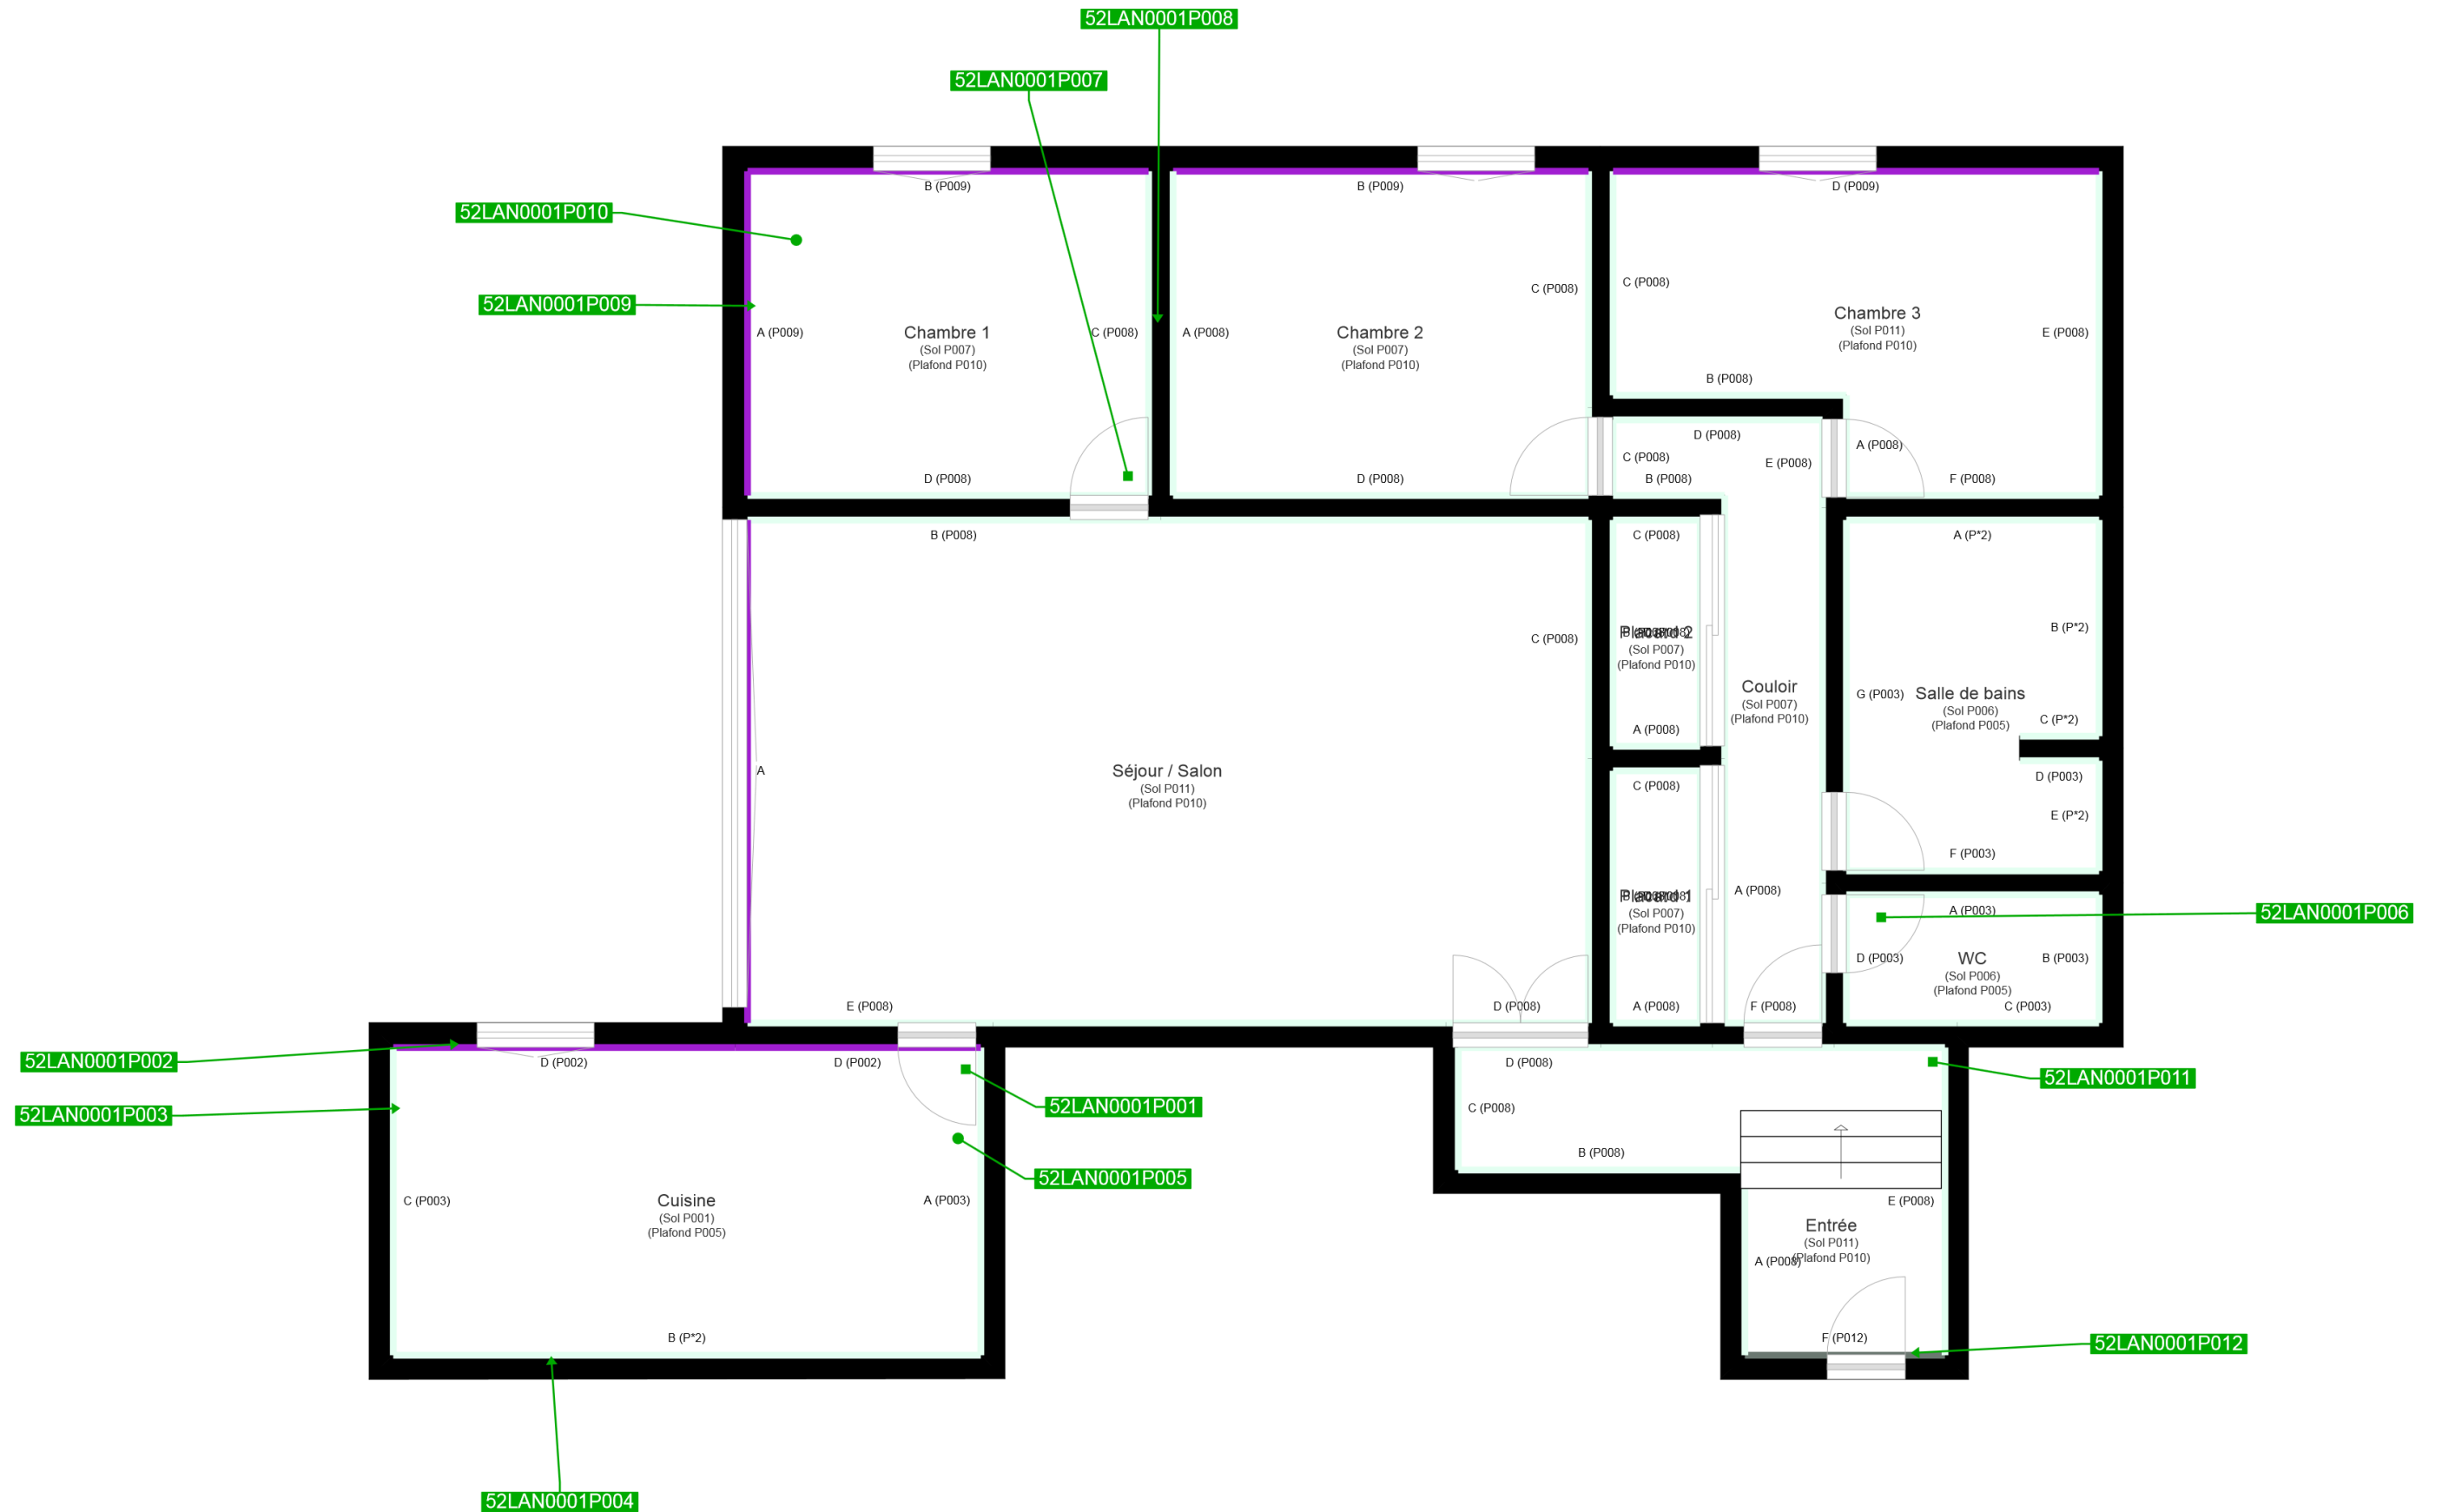 52LAN0001P008
52LAN0001P007
B (P009)
B (P009)
D (P009)
52LAN0001P010
52LAN0001P009
A (P009)
Chambre 1
(Sol P007)
(Plafond P010)
C (P008)
A (P008)
Chambre 2
(Sol P007)
(Plafond P010)
C (P008)
C (P008)
Chambre 3
(Sol P011)
(Plafond P010)
E (P008)
B (P008)
D (P008)
D (P008)
D (P008)
C (P008)
B (P008)
E (P008)
A (P008)
F (P008)
B (P008)
C (P008)
C (P008)
A (P*2)
B (P*2)
Placard 2
(Sol P007)
(Plafond P010)
A (P008)
Couloir
(Sol P007)
(Plafond P010)
G (P003)
Salle de bains
(Sol P006)
(Plafond P005)
C (P*2)
D (P003)
E (P*2)
F (P003)
A
Séjour / Salon
(Sol P011)
(Plafond P010)
C (P008)
Placard 1
(Sol P007)
(Plafond P010)
A (P008)
A (P003)
52LAN0001P006
D (P003)
WC
(Sol P006)
(Plafond P005)
B (P003)
C (P003)
E (P008)
D (P008)
A (P008)
F (P008)
52LAN0001P002
D (P002)
D (P002)
D (P008)
52LAN0001P011
52LAN0001P003
52LAN0001P001
C (P008)
52LAN0001P005
B (P008)
C (P003)
Cuisine
(Sol P001)
(Plafond P005)
A (P003)
E (P008)
Entrée
(Sol P011)
(Plafond P010)
A (P008)
B (P*2)
F (P012)
52LAN0001P012
52LAN0001P004